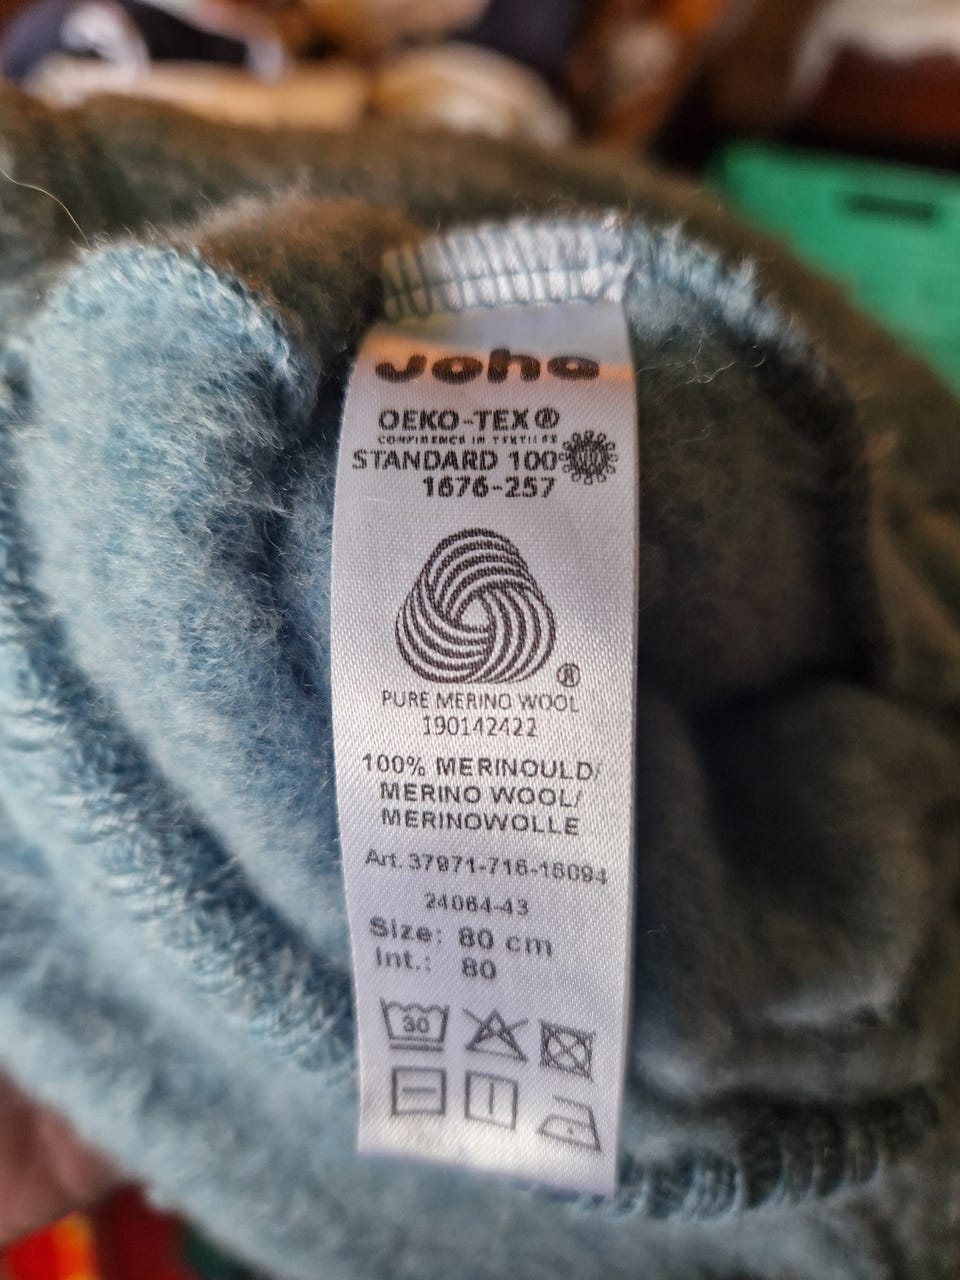 Joha
OEKO-TEX®
CONFIDENCE IN TEXTILES
STANDARD 100
1676-257
®
PURE MERINO WOOL
190142422
100% MERINOULD/
MERINO WOOL/
MERINOWOLLE
Art. 37971-716-16094
24064-43
Size: 80 cm
Int.: 80
30